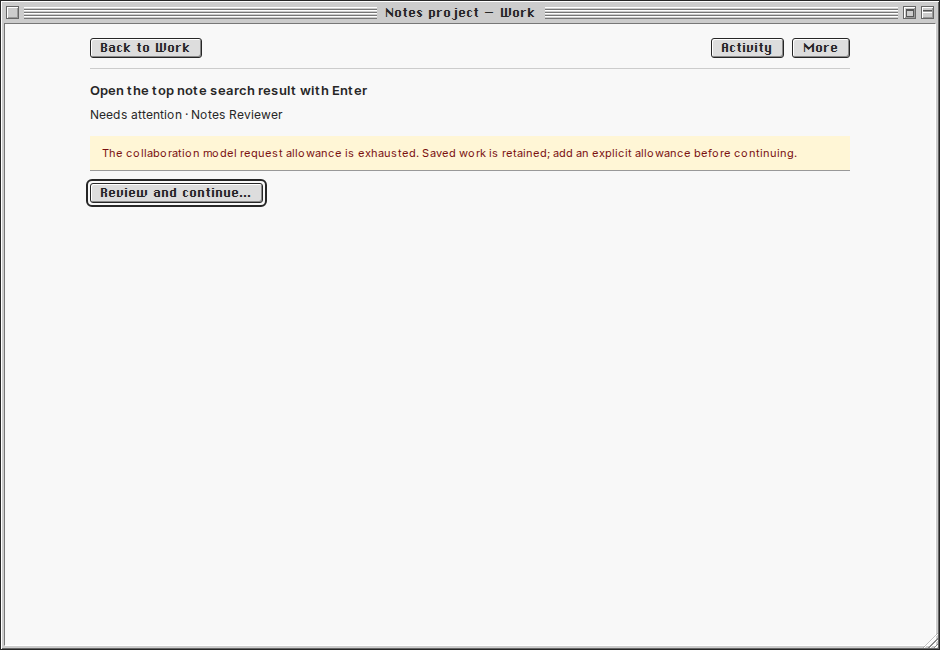 Notes project — Work
Back to Work
Activity
More
Open the top note search result with Enter
Needs attention · Notes Reviewer
The collaboration model request allowance is exhausted. Saved work is retained; add an explicit allowance before continuing.
Review and continue...